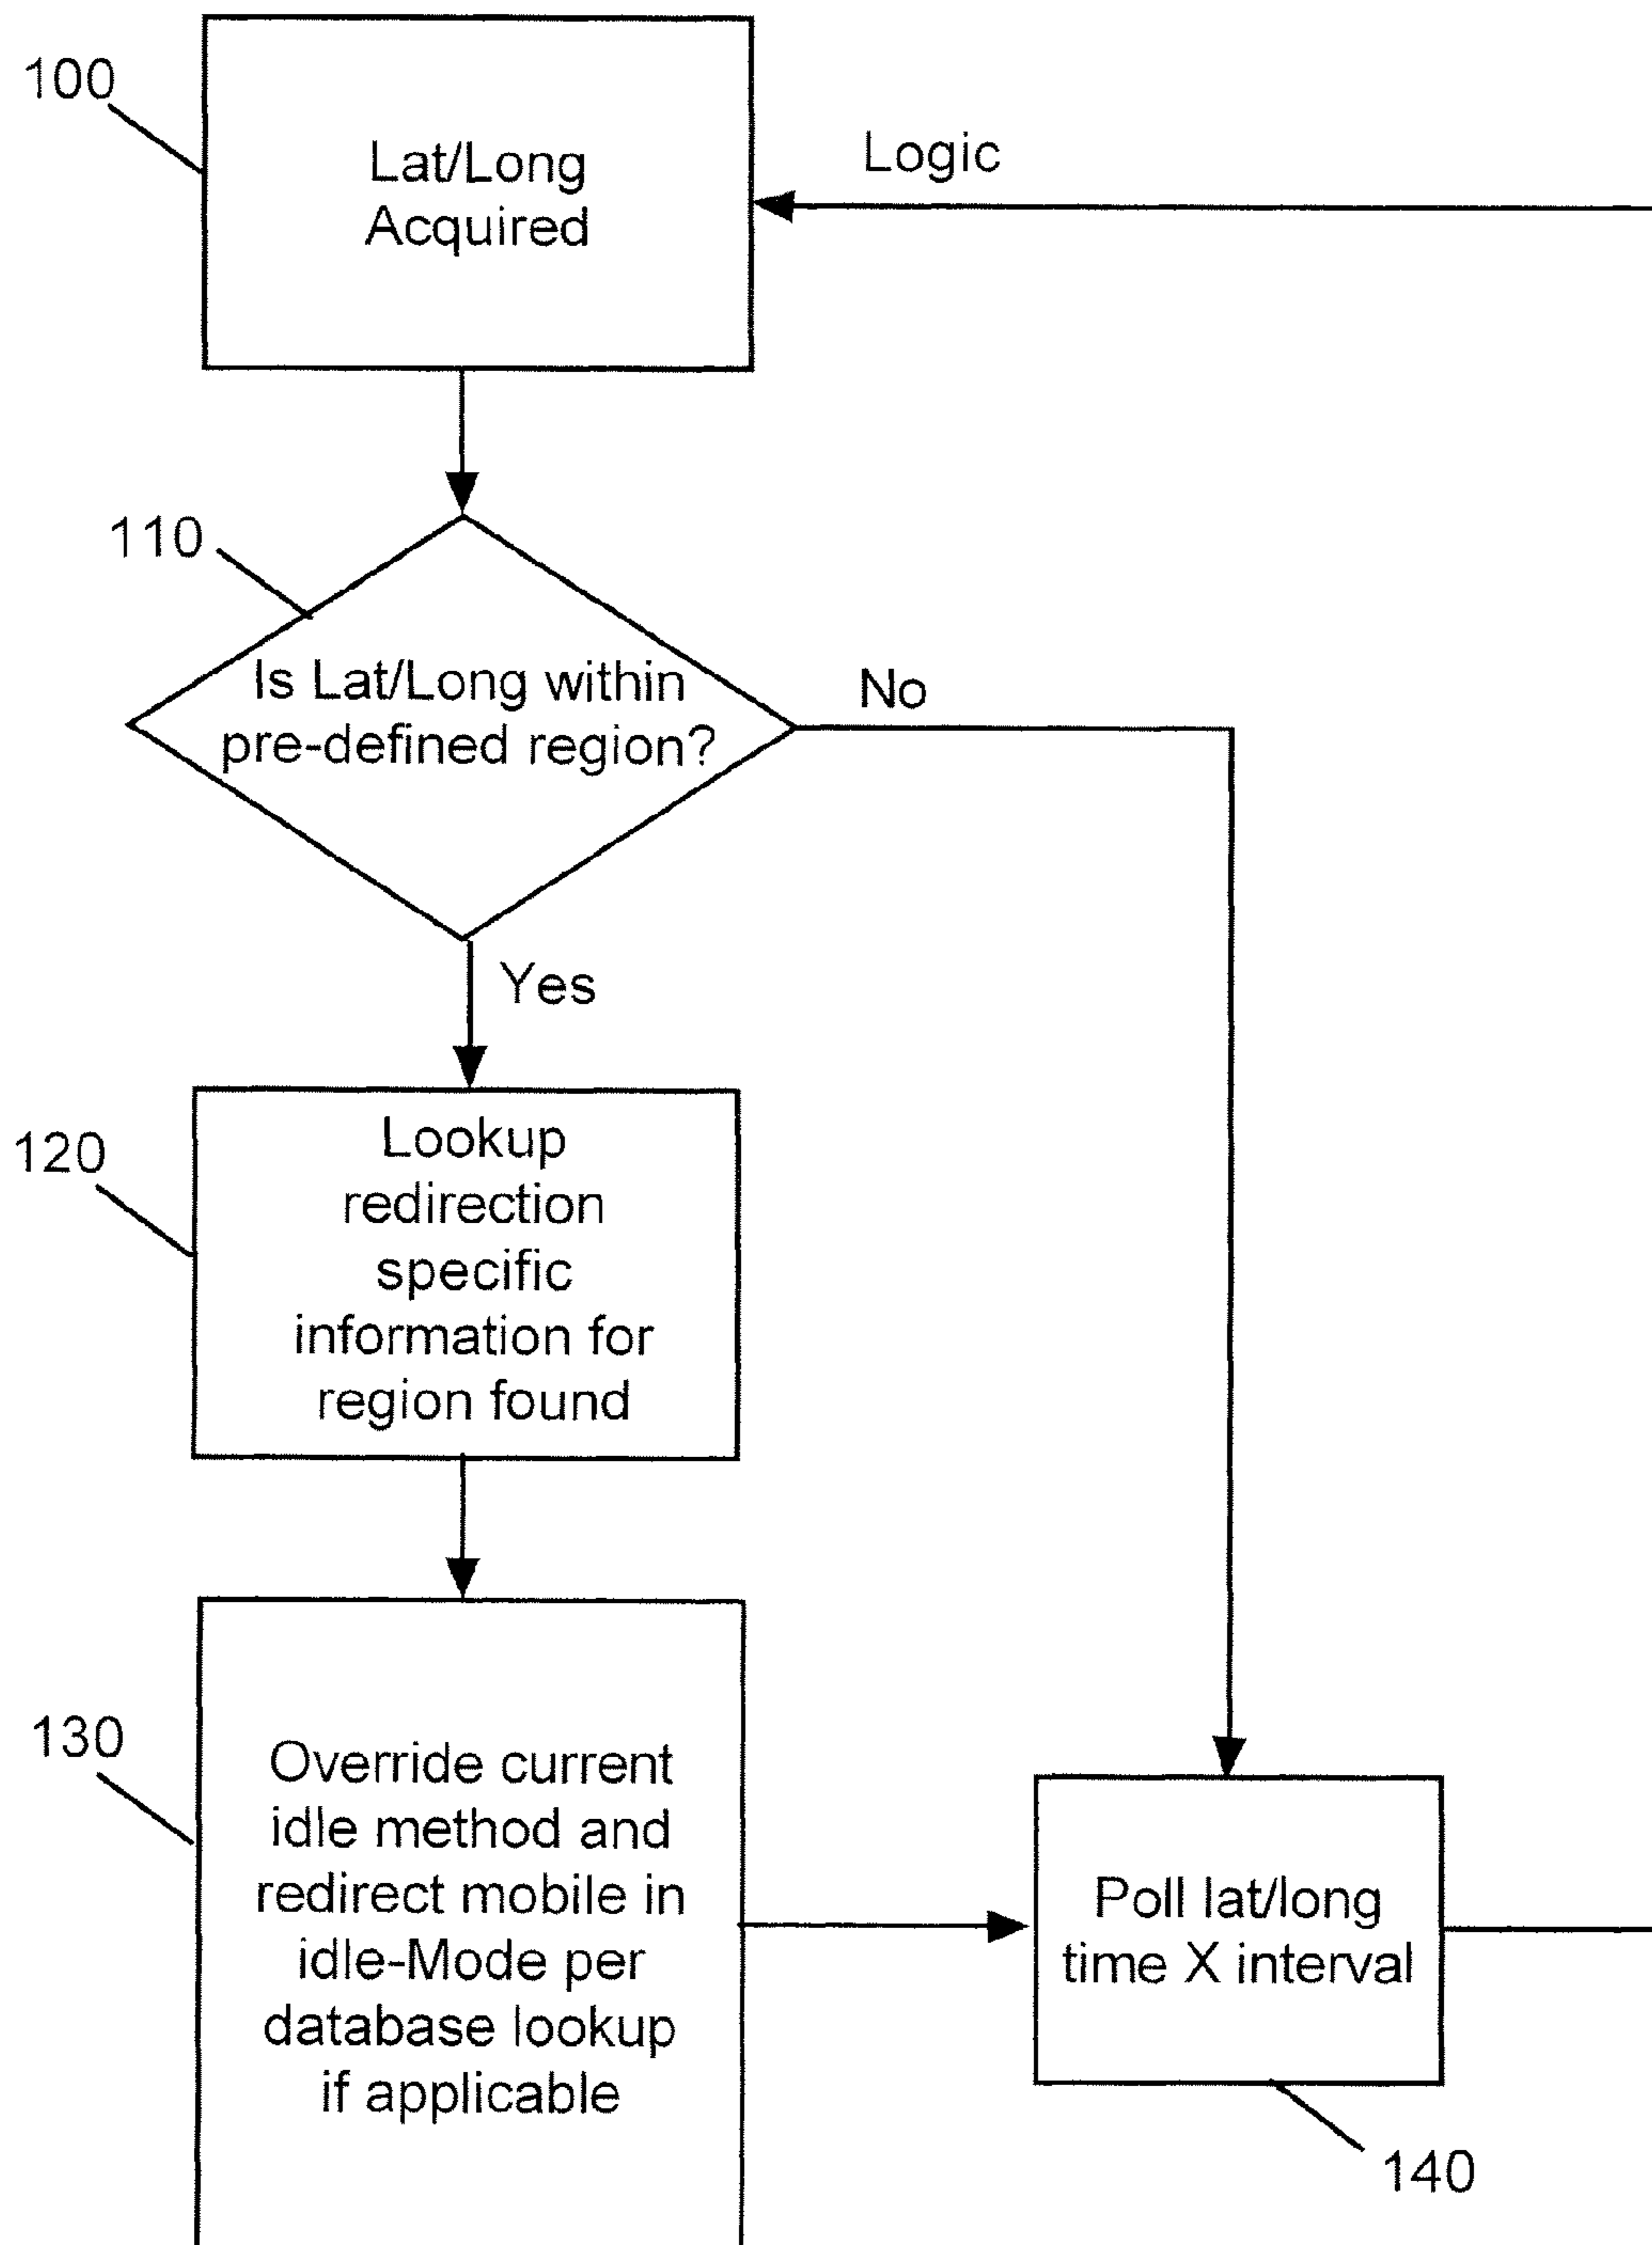 100
Lat/Long
Acquired
Logic
110
Is Lat/Long within
pre-defined region?
No
Yes
120
Lookup
redirection
specific
information for
region found
130
Override current
idle method and
redirect mobile in
idle-Mode per
database lookup
if applicable
Poll lat/long
time X interval
140